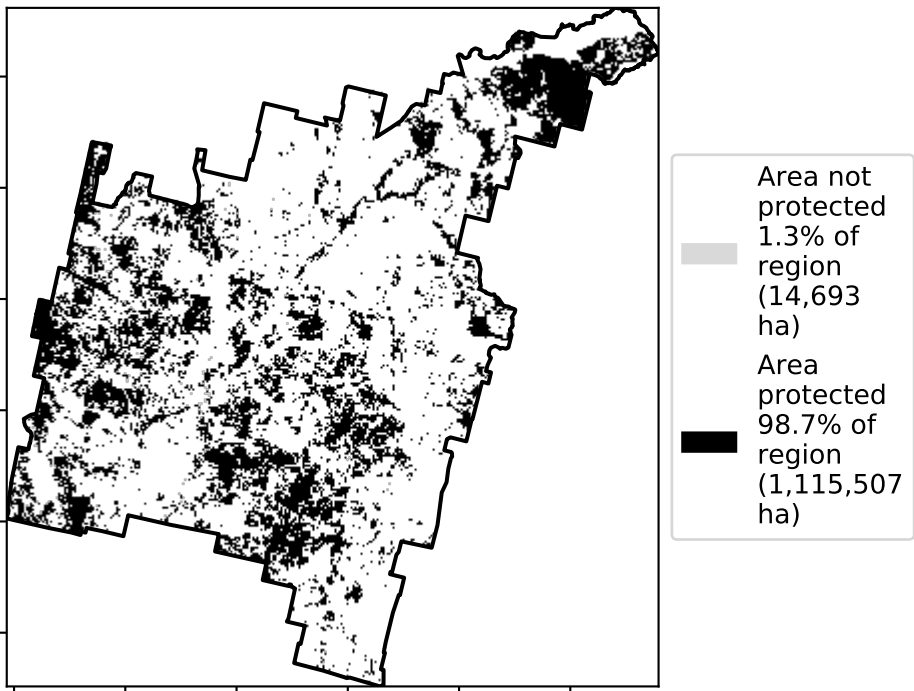 Area not
protected
1.3% of
region
(14,693
ha)
Area
protected
98.7% of
region
(1,115,507
ha)